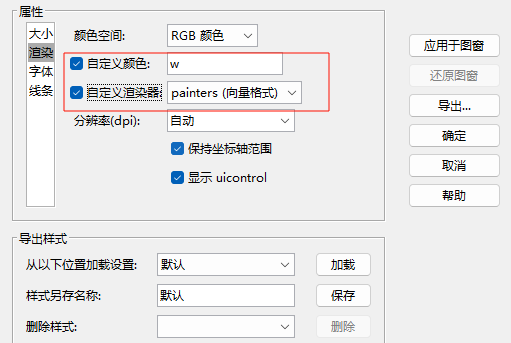 属性
大小
渲染
字体
线条
颜色空间: RGB 颜色
自定义颜色: w
自定义渲染器: painters (向量格式)
分辨率(dpi): 自动
保持坐标轴范围
显示 uicontrol
应用于图窗
还原图窗
导出...
确定
取消
帮助
导出样式
从以下位置加载设置: 默认 加载
样式另存名称: 默认 保存
删除样式: 删除